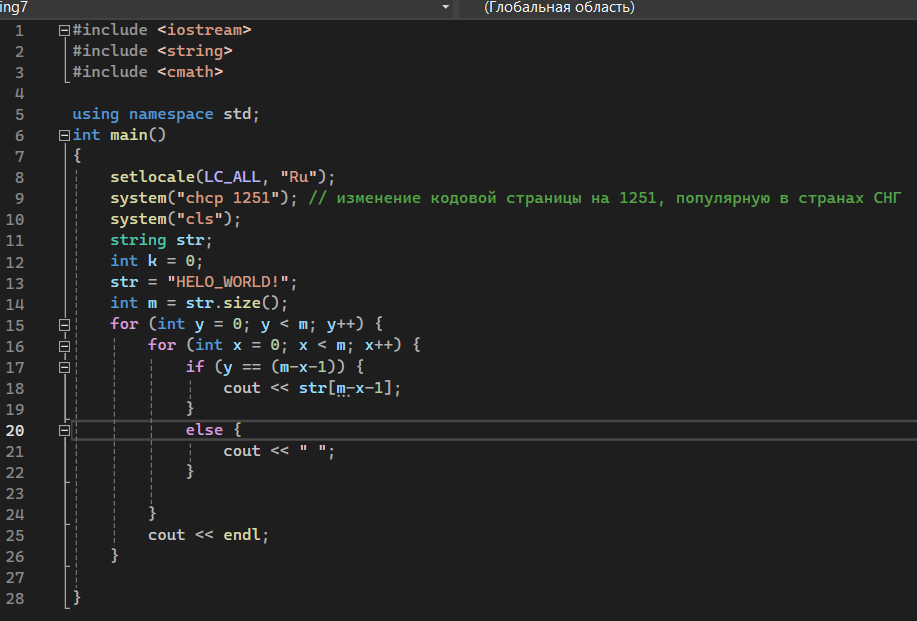 ing7 (Глобальная область)
1 #include <iostream>
2 #include <string>
3 #include <cmath>
4
5 using namespace std;
6 int main()
7 {
8 setlocale(LC_ALL, "Ru");
9 system("chcp 1251"); // изменение кодовой страницы на 1251, популярную в странах СНГ
10 system("cls");
11 string str;
12 int k = 0;
13 str = "HELO_WORLD!";
14 int m = str.size();
15 for (int y = 0; y < m; y++) {
16 for (int x = 0; x < m; x++) {
17 if (y == (m-x-1)) {
18 cout << str[m-x-1];
19 }
20 else {
21 cout << " ";
22 }
23
24 }
25 cout << endl;
26 }
27
28 }